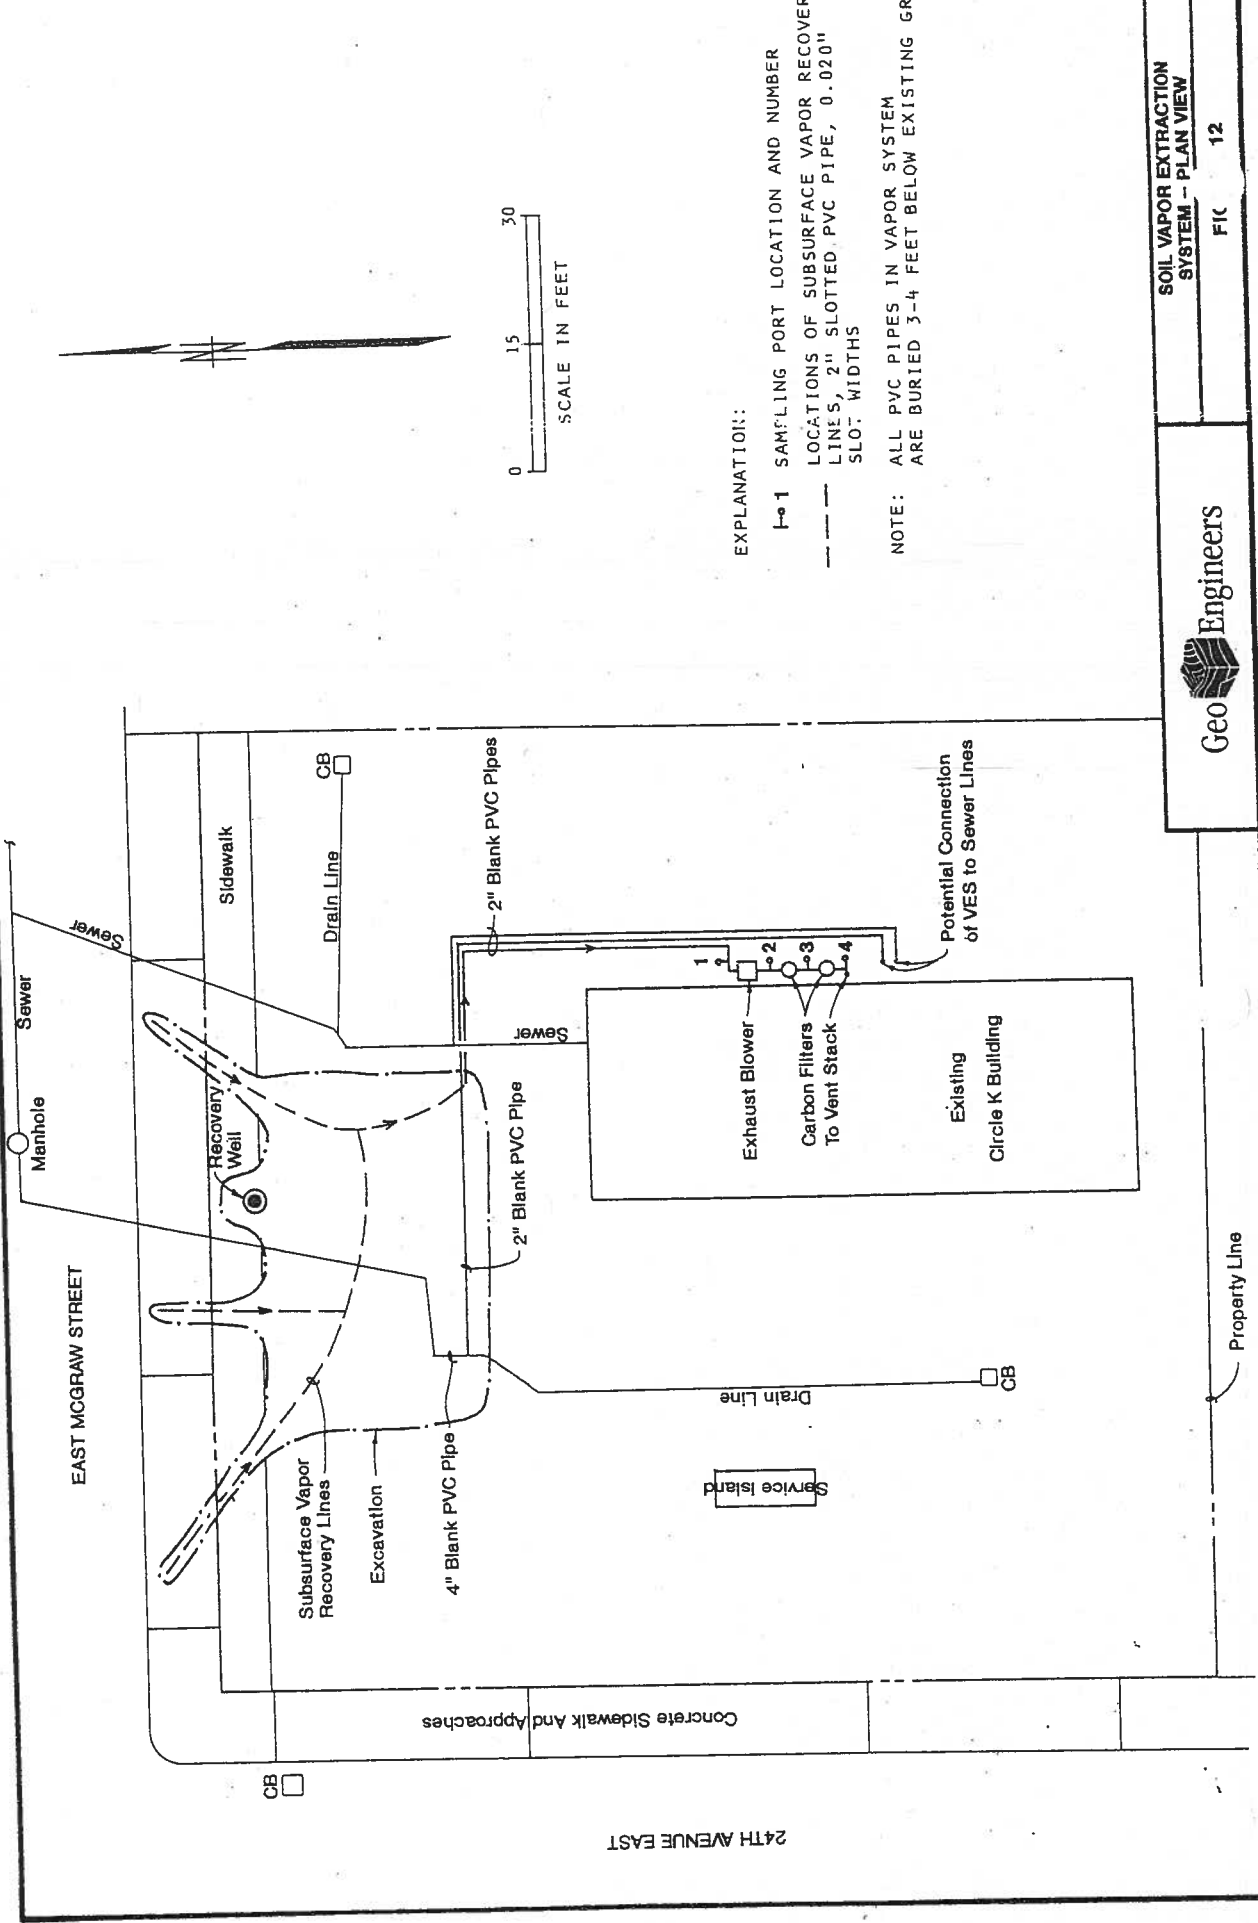 EAST MCGRAW STREET
Manhole
Sewer
Sewer
Sidewalk
CB
Drain Line
Recovery
Well
Subsurface Vapor
Recovery Lines
Excavation
4" Blank PVC Pipe
2" Blank PVC Pipe
2" Blank PVC Pipes
Sewer
1
2
3
4
Exhaust Blower
Carbon Filters
To Vent Stack
Existing
Circle K Building
Potential Connection
of VES to Sewer Lines
Drain Line
CB
Service Island
Property Line
Concrete Sidewalk And Approaches
CB
24TH AVENUE EAST
0 15 30
SCALE IN FEET
EXPLANATION:
1 SAMPLING PORT LOCATION AND NUMBER
LOCATIONS OF SUBSURFACE VAPOR RECOVER
LINES, 2" SLOTTED PVC PIPE, 0.020"
SLOT WIDTHS
NOTE: ALL PVC PIPES IN VAPOR SYSTEM
ARE BURIED 3-4 FEET BELOW EXISTING GR
Geo Engineers
SOIL VAPOR EXTRACTION
SYSTEM – PLAN VIEW
12